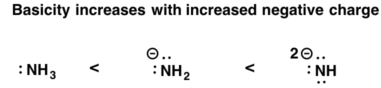 Basicity increases with increased negative charge
⊖‥ 2⊖‥
:NH₃ < :NH₂ < :NH
‥